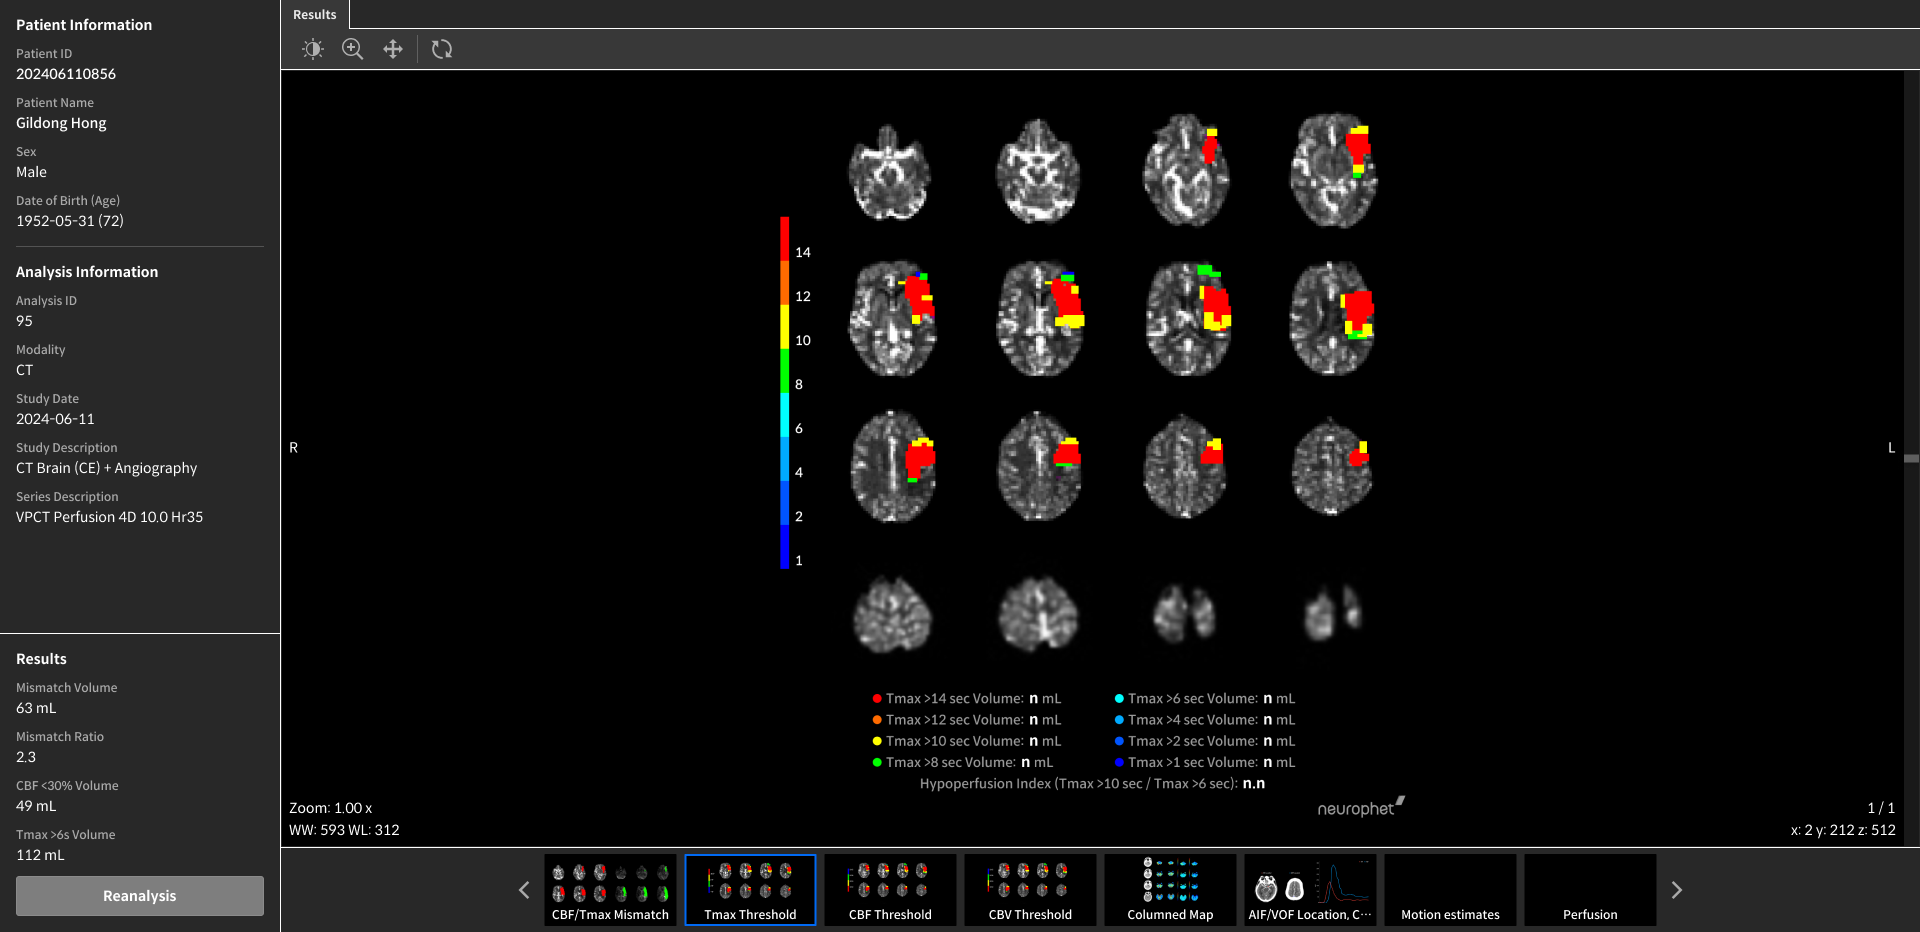 Patient Information
Patient ID
202406110856
Patient Name
Gildong Hong
Sex
Male
Date of Birth (Age)
1952-05-31 (72)
Analysis Information
Analysis ID
95
Modality
CT
Study Date
2024-06-11
Study Description
CT Brain (CE) + Angiography
Series Description
VPCT Perfusion 4D 10.0 Hr35
Results
Mismatch Volume
63 mL
Mismatch Ratio
2.3
CBF <30% Volume
49 mL
Tmax >6s Volume
112 mL
Reanalysis
Results
14
12
10
8
6
4
2
1
R
L
Tmax >14 sec Volume: n mL
Tmax >12 sec Volume: n mL
Tmax >10 sec Volume: n mL
Tmax >8 sec Volume: n mL
Tmax >6 sec Volume: n mL
Tmax >4 sec Volume: n mL
Tmax >2 sec Volume: n mL
Tmax >1 sec Volume: n mL
Hypoperfusion Index (Tmax >10 sec / Tmax >6 sec): n.n
neurophet
Zoom: 1.00 x
WW: 593 WL: 312
1 / 1
x: 2 y: 212 z: 512
CBF/Tmax Mismatch
Tmax Threshold
CBF Threshold
CBV Threshold
Columned Map
AIF/VOF Location, C···
Motion estimates
Perfusion